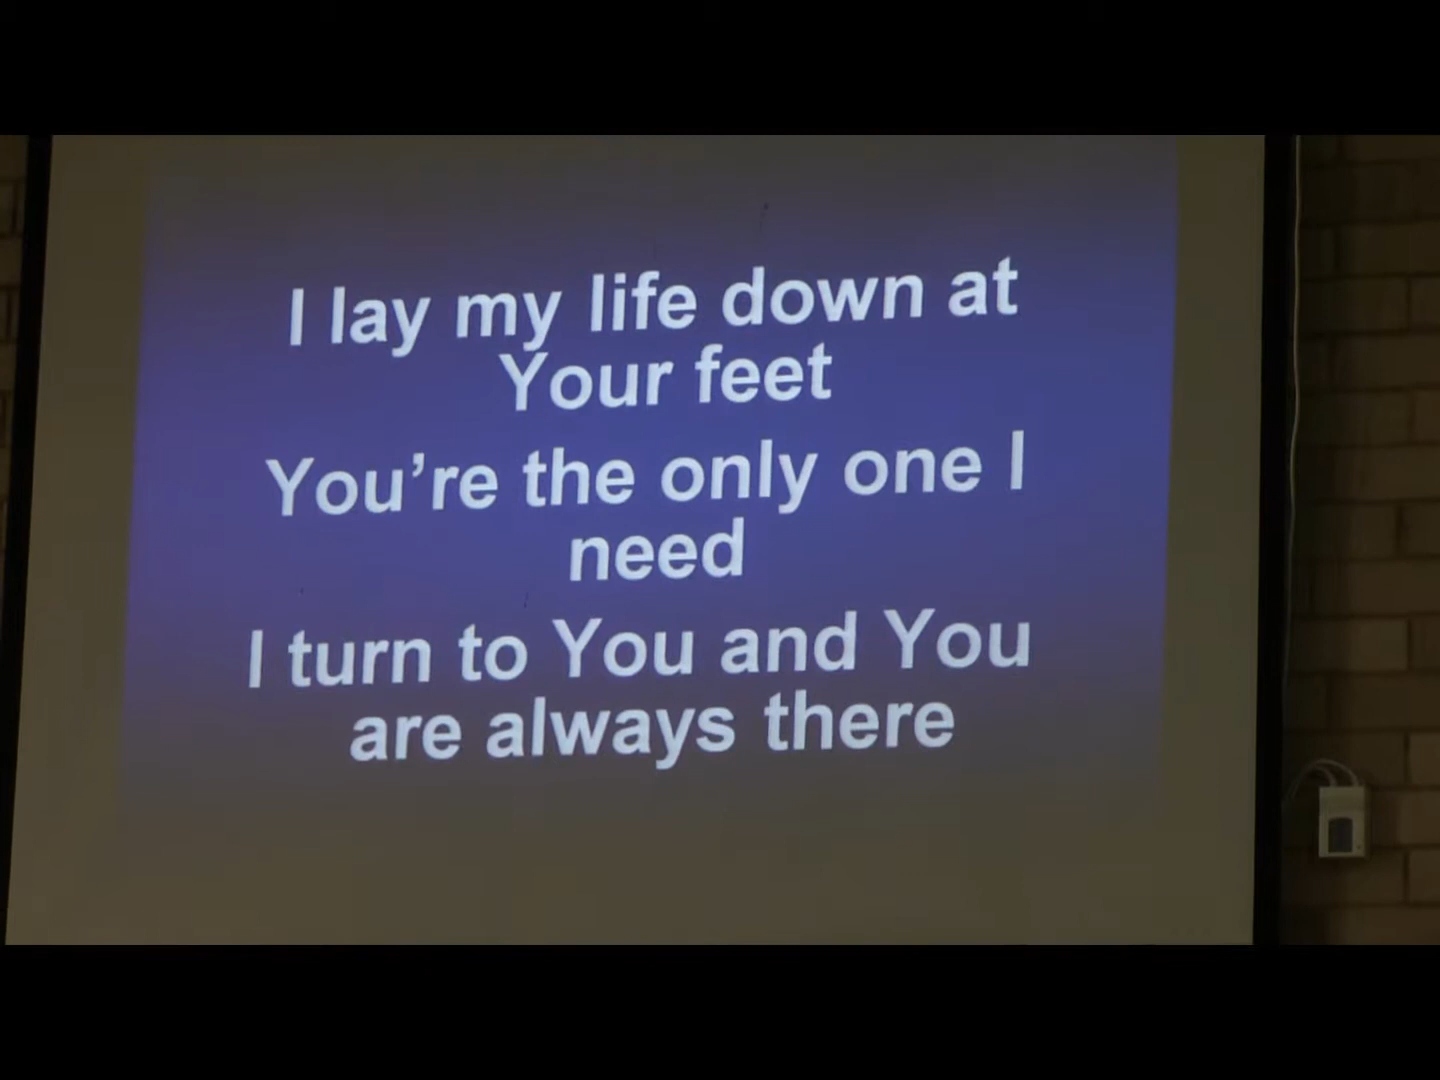 I lay my life down at
Your feet
You’re the only one I
need
I turn to You and You
are always there